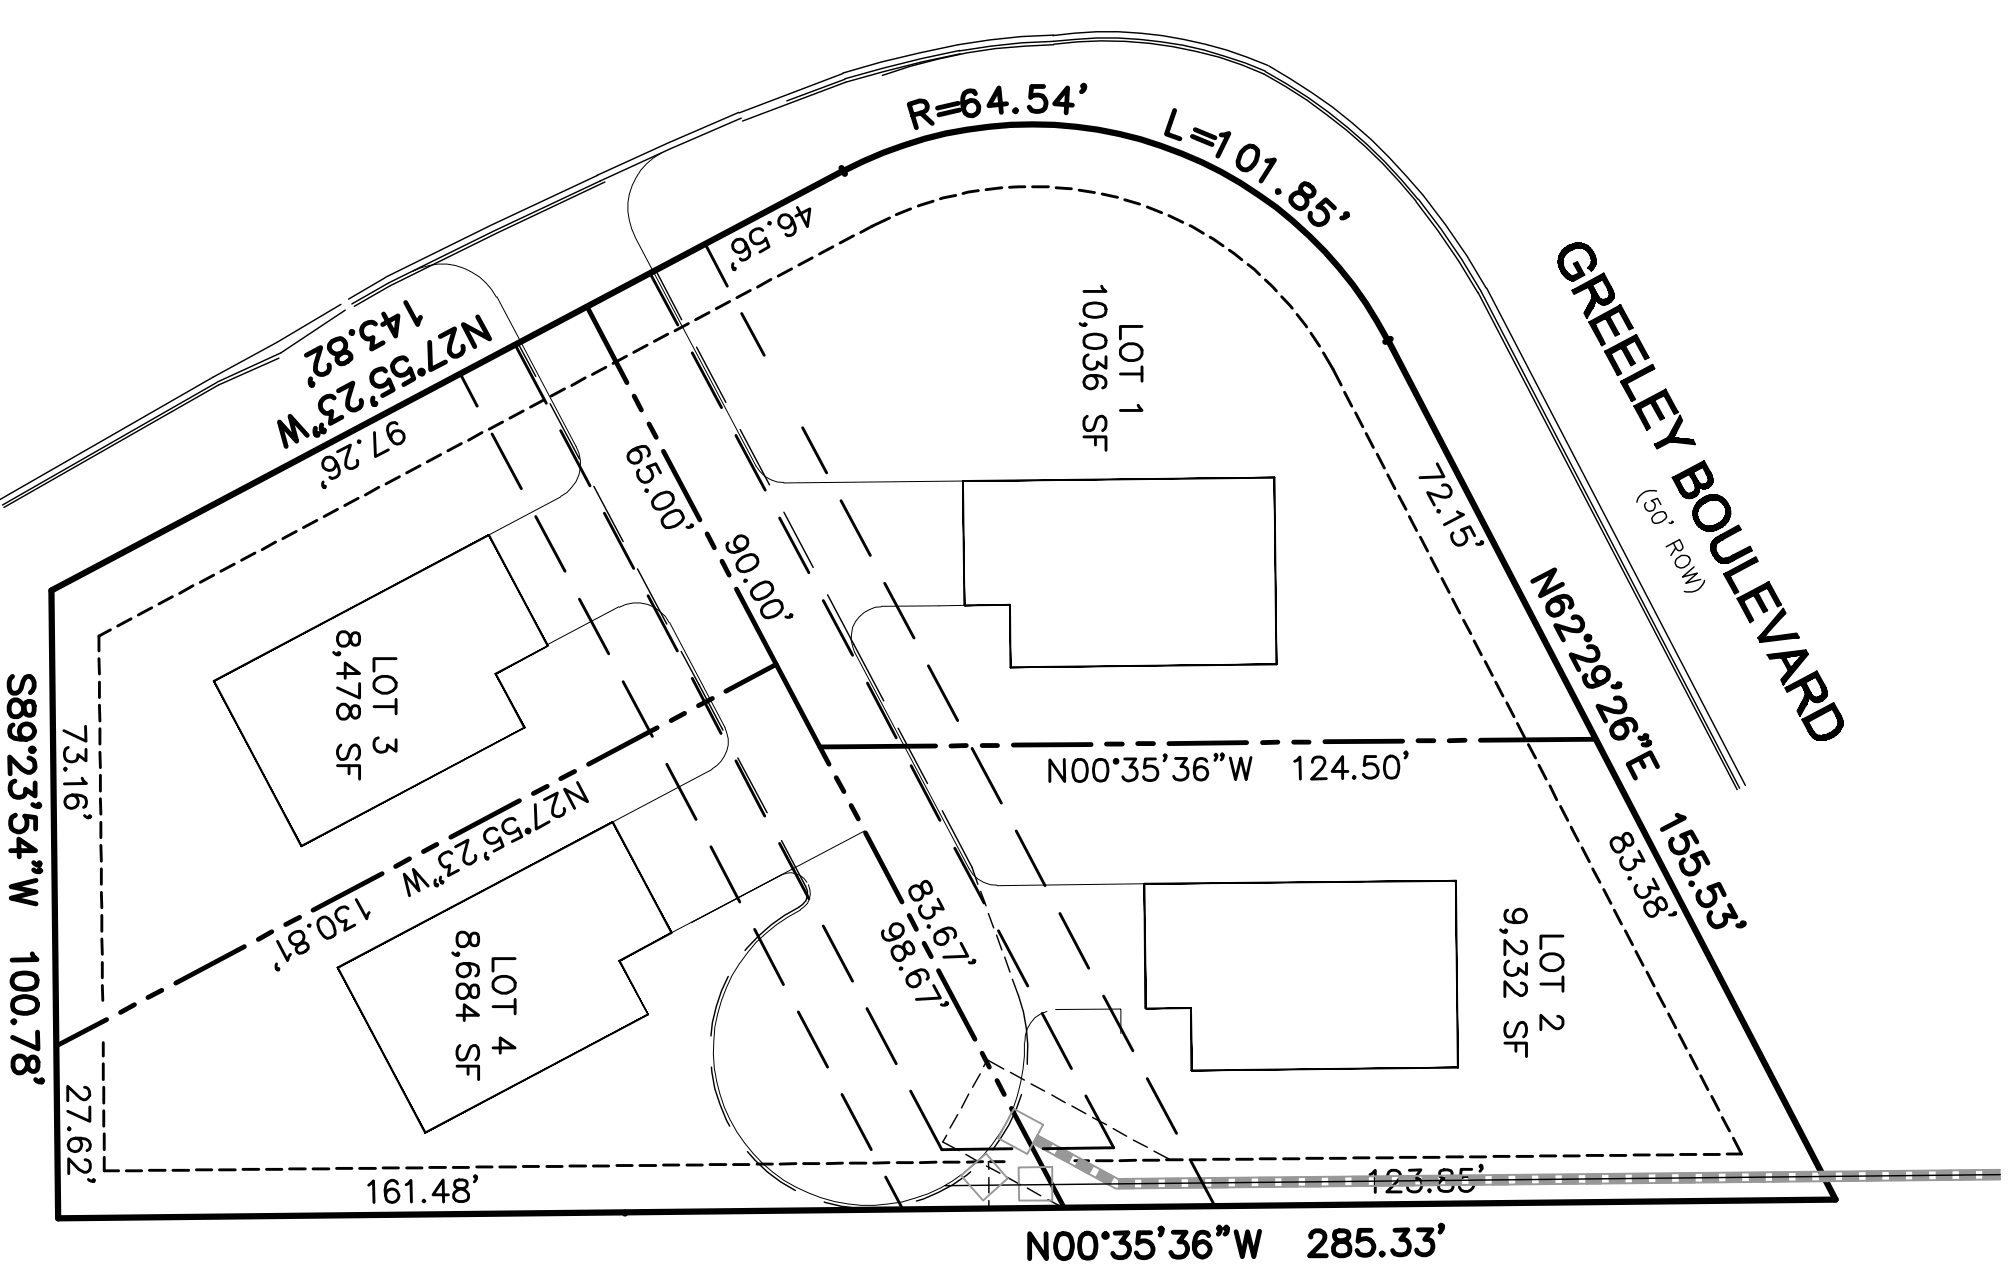 R=64.54'
L=101.85'
46.56'
GREELEY BOULEVARD
(50' ROW)
N27°55'23"W
143.82'
97.26'
LOT 1
10,036 SF
65.00'
90.00'
72.15'
N62°29'26"E 155.53'
83.38'
LOT 3
8,478 SF
N00°35'36"W 124.50'
S89°23'54"W 100.78'
73.16'
27.62'
N27°55'23"W
130.81'
83.67'
98.67'
LOT 4
8,684 SF
LOT 2
9,232 SF
161.48'
123.85'
N00°35'36"W 285.33'